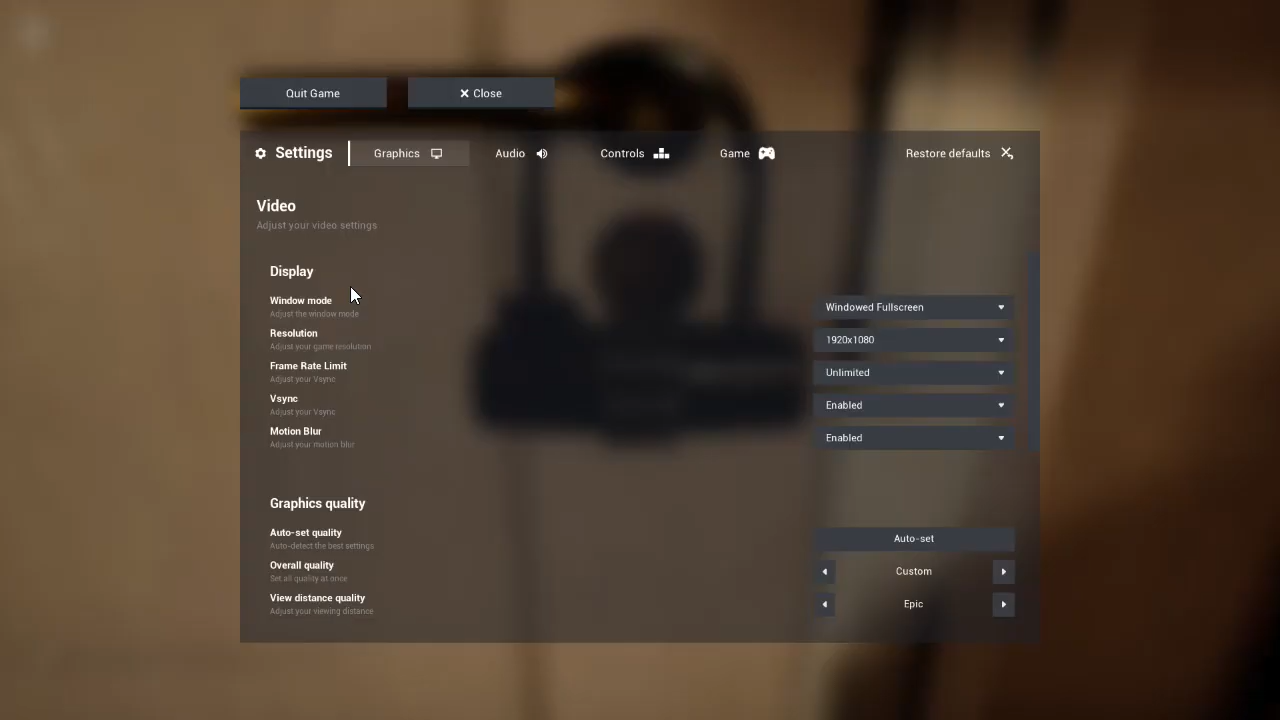 Quit Game
Close
Settings
Graphics
Audio
Controls
Game
Restore defaults
Video
Adjust your video settings
Display
Window mode
Windowed Fullscreen
Adjust the window mode
Resolution
1920x1080
Adjust your game resolution
Frame Rate Limit
Unlimited
Adjust your Vsync
Vsync
Enabled
Adjust your Vsync
Motion Blur
Enabled
Adjust your motion blur
Graphics quality
Auto-set quality
Auto-set
Auto-detect the best settings
Overall quality
Custom
Set all quality at once
View distance quality
Epic
Adjust your viewing distance